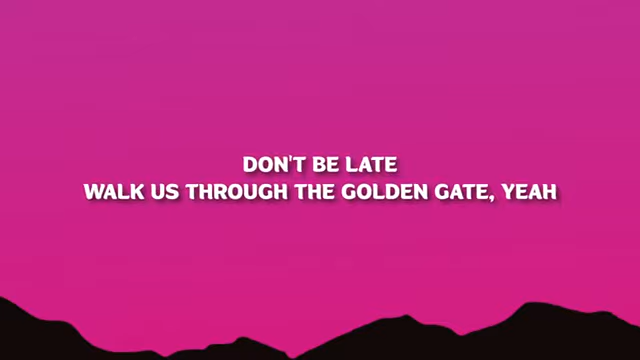 DON'T BE LATE
WALK US THROUGH THE GOLDEN GATE, YEAH